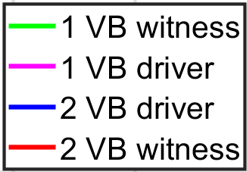 1 VB witness
1 VB driver
2 VB driver
2 VB witness